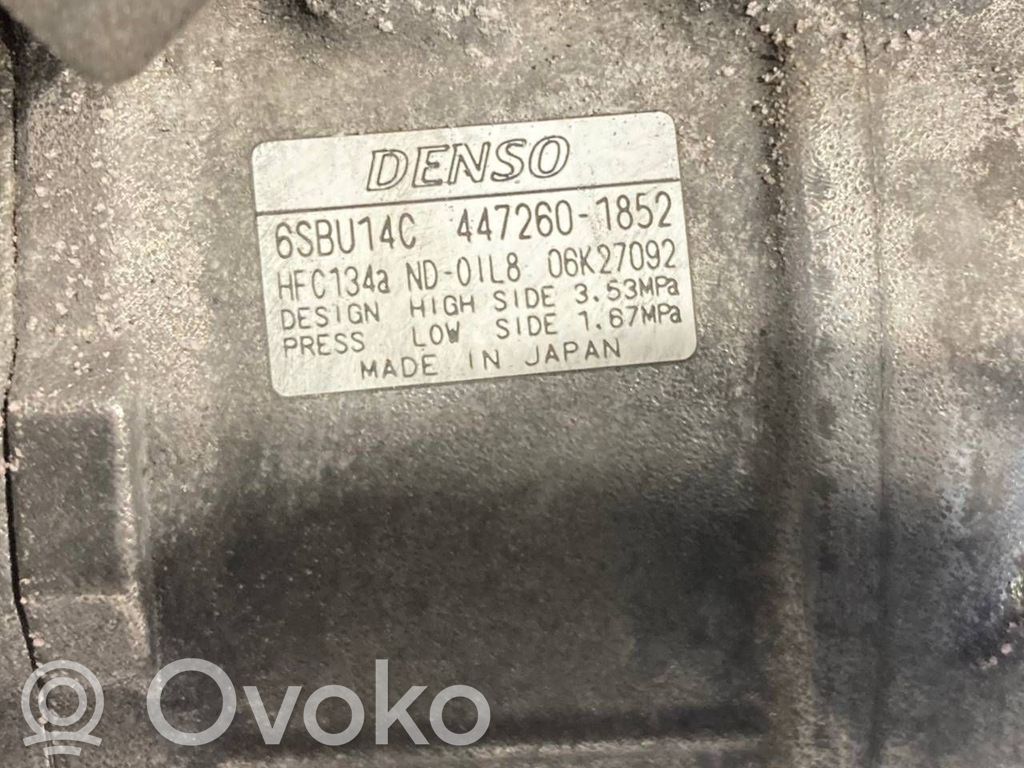 DENSO
6SBU14C 447260-1852
HFC134a ND-OIL8 06K27092
DESIGN HIGH SIDE 3.53MPa
PRESS LOW SIDE 1.67MPa
MADE IN JAPAN
® Ovoko